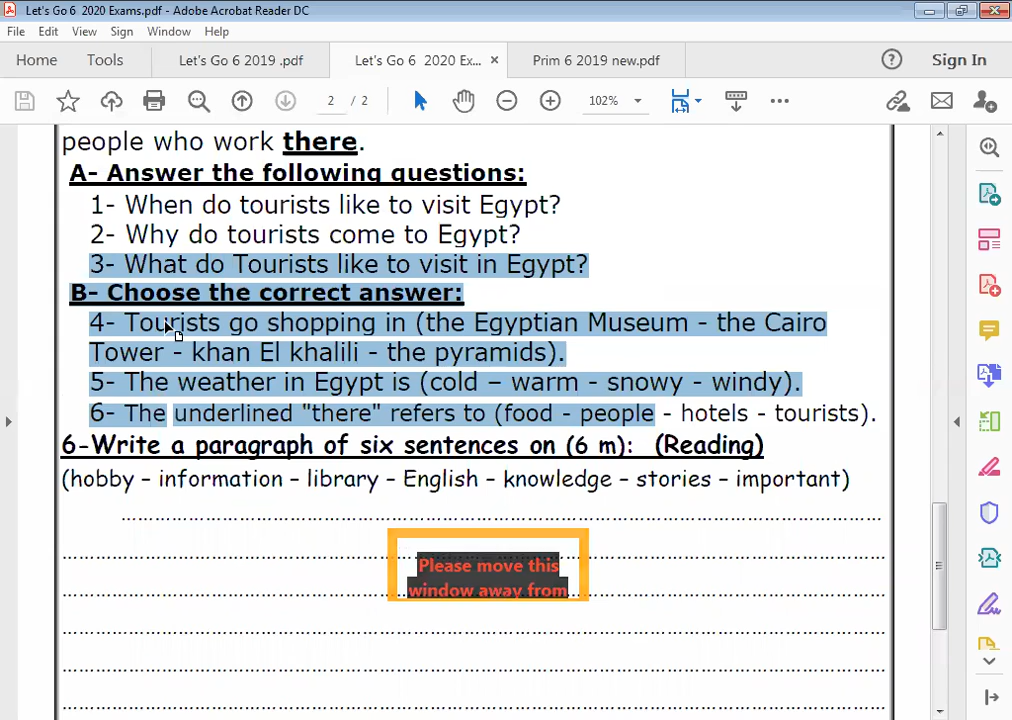 Let's Go 6  2020 Exams.pdf - Adobe Acrobat Reader DC
File Edit View Sign Window Help
Home Tools Let's Go 6 2019 .pdf Let's Go 6  2020 Ex... × Prim 6 2019 new.pdf ? Sign In
2 / 2 102%
people who work there.
A- Answer the following questions:
1- When do tourists like to visit Egypt?
2- Why do tourists come to Egypt?
3- What do Tourists like to visit in Egypt?
B- Choose the correct answer:
4- Tourists go shopping in (the Egyptian Museum - the Cairo
Tower - khan El khalili - the pyramids).
5- The weather in Egypt is (cold – warm - snowy - windy).
6- The underlined "there" refers to (food - people - hotels - tourists).
6-Write a paragraph of six sentences on (6 m): (Reading)
(hobby – information – library – English – knowledge – stories – important)
Please move this
window away from